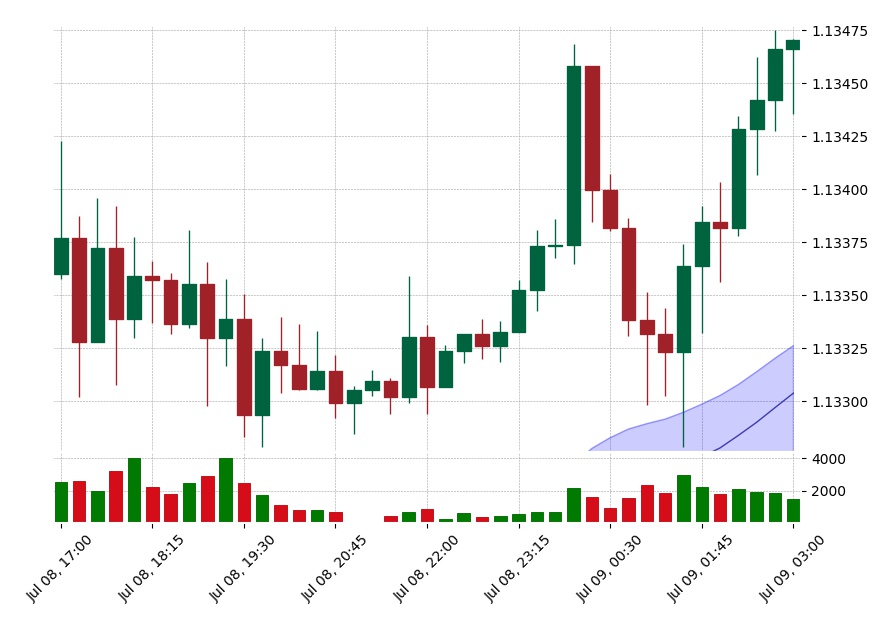 1.13475
1.13450
1.13425
1.13400
1.13375
1.13350
1.13325
1.13300
4000
2000
Jul 08, 17:00
Jul 08, 18:15
Jul 08, 19:30
Jul 08, 20:45
Jul 08, 22:00
Jul 08, 23:15
Jul 09, 00:30
Jul 09, 01:45
Jul 09, 03:00